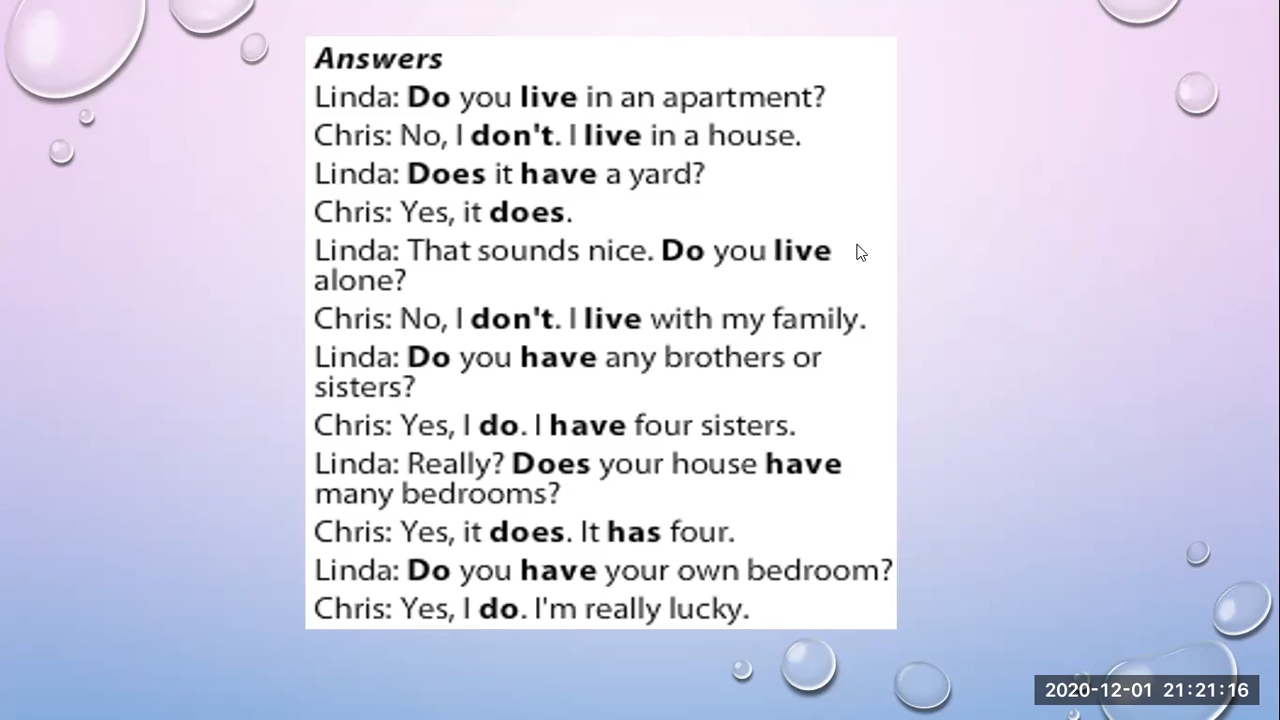 Answers
Linda: Do you live in an apartment?
Chris: No, I don't. I live in a house.
Linda: Does it have a yard?
Chris: Yes, it does.
Linda: That sounds nice. Do you live
alone?
Chris: No, I don't. I live with my family.
Linda: Do you have any brothers or
sisters?
Chris: Yes, I do. I have four sisters.
Linda: Really? Does your house have
many bedrooms?
Chris: Yes, it does. It has four.
Linda: Do you have your own bedroom?
Chris: Yes, I do. I'm really lucky.
2020-12-01 21:21:16